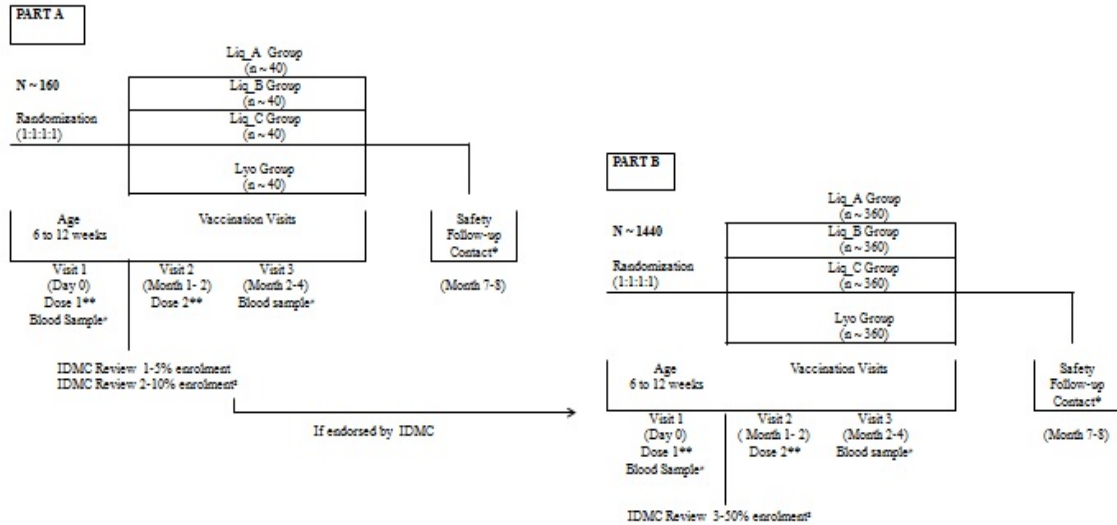 PART A
Liq_A Group
(n ~ 40)
N ~ 160
Liq_B Group
(n ~ 40)
Randomization
(1:1:1:1)
Liq_C Group
(n ~ 40)
Lyo Group
(n ~ 40)
Age
6 to 12 weeks
Vaccination Visits
Safety
Follow-up
Contact#
Visit 1
(Day 0)
Dose 1**
Blood Sample
Visit 2
(Month 1- 2)
Dose 2**
Visit 3
(Month 2-4)
Blood sample
(Month 7-8)
IDMC Review 1-5% enrolment
IDMC Review 2-10% enrolment
If endorsed by IDMC
PART B
Liq_A Group
(n ~ 360)
N ~ 1440
Liq_B Group
(n ~ 360)
Randomization
(1:1:1:1)
Liq_C Group
(n ~ 360)
Lyo Group
(n ~ 360)
Age
6 to 12 weeks
Vaccination Visits
Safety
Follow-up
Contact#
Visit 1
(Day 0)
Dose 1**
Blood Sample
Visit 2
( Month 1- 2)
Dose 2**
Visit 3
(Month 2-4)
Blood sample
(Month 7-8)
IDMC Review 3-50% enrolment